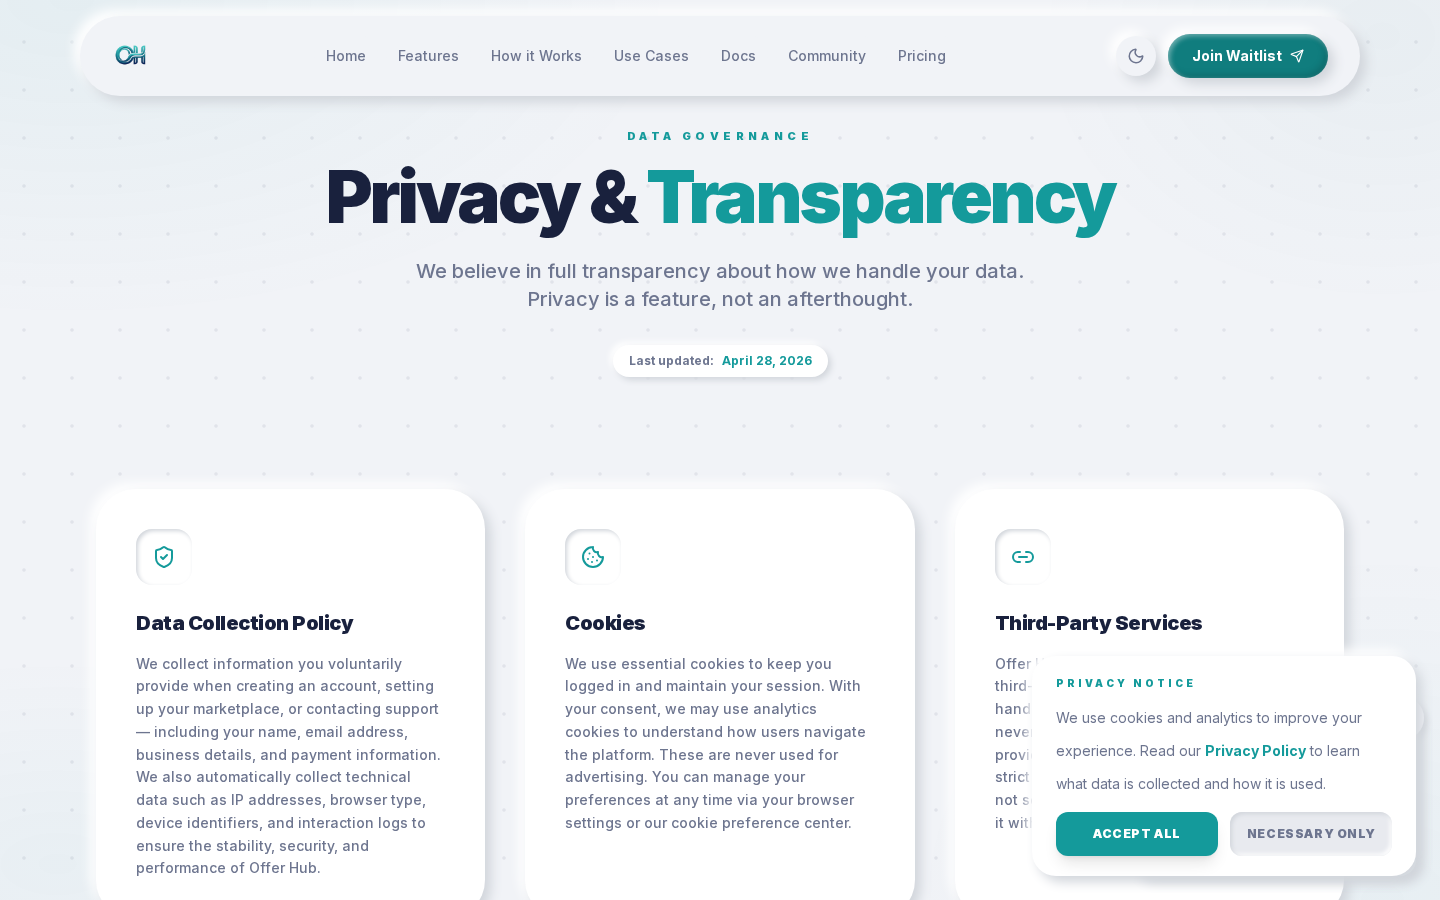 OH
Home
Features
How it Works
Use Cases
Docs
Community
Pricing
Join Waitlist
DATA GOVERNANCE
Privacy & Transparency
We believe in full transparency about how we handle your data.
Privacy is a feature, not an afterthought.
Last updated: April 28, 2026
Data Collection Policy
We collect information you voluntarily
provide when creating an account, setting
up your marketplace, or contacting support
— including your name, email address,
business details, and payment information.
We also automatically collect technical
data such as IP addresses, browser type,
device identifiers, and interaction logs to
ensure the stability, security, and
performance of Offer Hub.
Cookies
We use essential cookies to keep you
logged in and maintain your session. With
your consent, we may use analytics
cookies to understand how users navigate
the platform. These are never used for
advertising. You can manage your
preferences at any time via your browser
settings or our cookie preference center.
Third-Party Services
Offer
third-
hand
never
provi
strict
not s
it wit
PRIVACY NOTICE
We use cookies and analytics to improve your
experience. Read our Privacy Policy to learn
what data is collected and how it is used.
ACCEPT ALL
NECESSARY ONLY